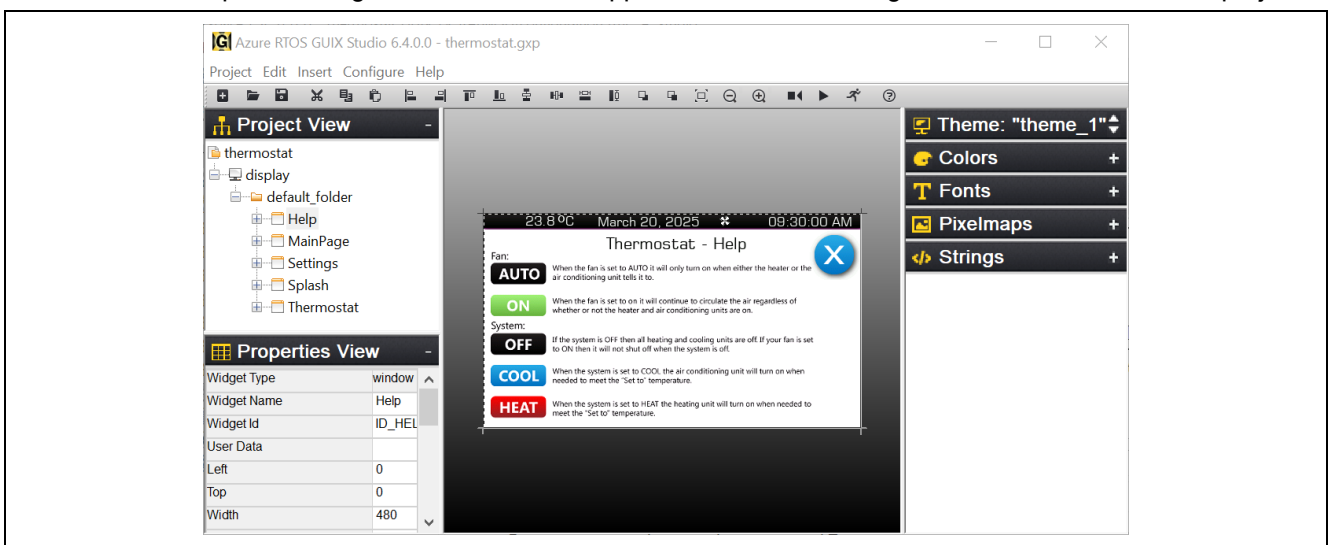 Azure RTOS GUIX Studio 6.4.0.0 - thermostat.gxp
Project Edit Insert Configure Help
Project View -
thermostat
display
default_folder
Help
MainPage
Settings
Splash
Thermostat
Properties View -
Widget Type window
Widget Name Help
Widget Id ID_HEL
User Data
Left 0
Top 0
Width 480
23.8ºC March 20, 2025 09:30:00 AM
Thermostat - Help
X
Fan:
AUTO When the fan is set to AUTO it will only turn on when either the heater or the
air conditioning unit tells it to.
ON When the fan is set to on it will continue to circulate the air regardless of
whether or not the heater and air conditioning units are on.
System:
OFF If the system is OFF then all heating and cooling units are off. If your fan is set
to ON then it will not shut off when the system is off.
COOL When the system is set to COOL the air conditioning unit will turn on when
needed to meet the "Set to" temperature.
HEAT When the system is set to HEAT the heating unit will turn on when needed to
meet the "Set to" temperature.
Theme: "theme_1"
Colors +
Fonts +
Pixelmaps +
Strings +